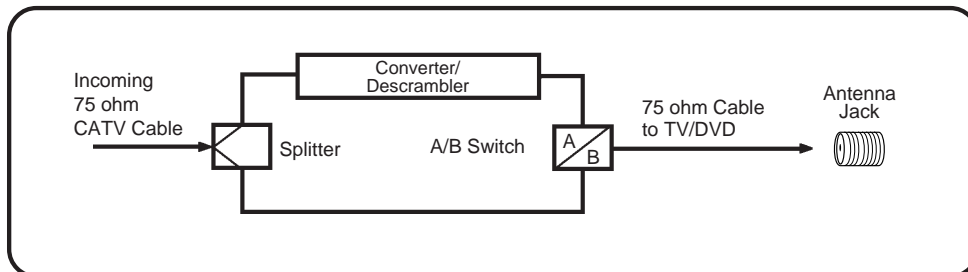 Incoming
75 ohm
CATV Cable
Splitter
Converter/
Descrambler
A/B Switch
A
B
75 ohm Cable
to TV/DVD
Antenna
Jack